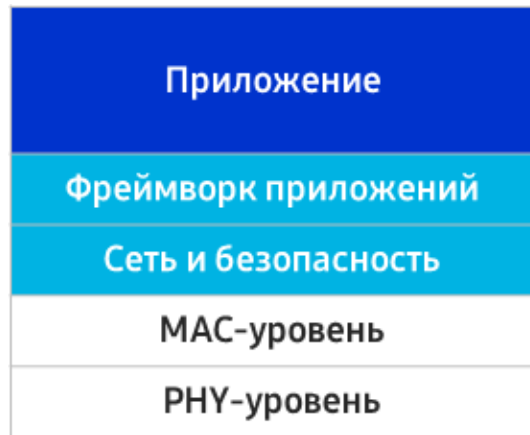 Приложение
Фреймворк приложений
Сеть и безопасность
MAC-уровень
PHY-уровень